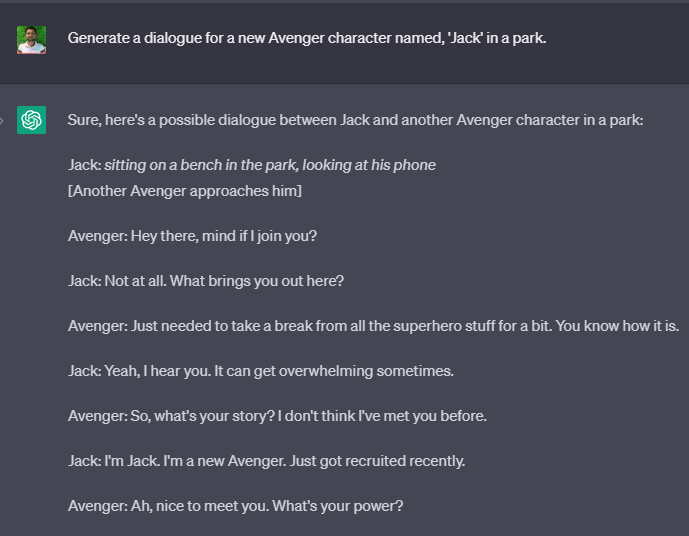 Generate a dialogue for a new Avenger character named, 'Jack' in a park.
Sure, here's a possible dialogue between Jack and another Avenger character in a park:
Jack: sitting on a bench in the park, looking at his phone
[Another Avenger approaches him]
Avenger: Hey there, mind if I join you?
Jack: Not at all. What brings you out here?
Avenger: Just needed to take a break from all the superhero stuff for a bit. You know how it is.
Jack: Yeah, I hear you. It can get overwhelming sometimes.
Avenger: So, what's your story? I don't think I've met you before.
Jack: I'm Jack. I'm a new Avenger. Just got recruited recently.
Avenger: Ah, nice to meet you. What's your power?